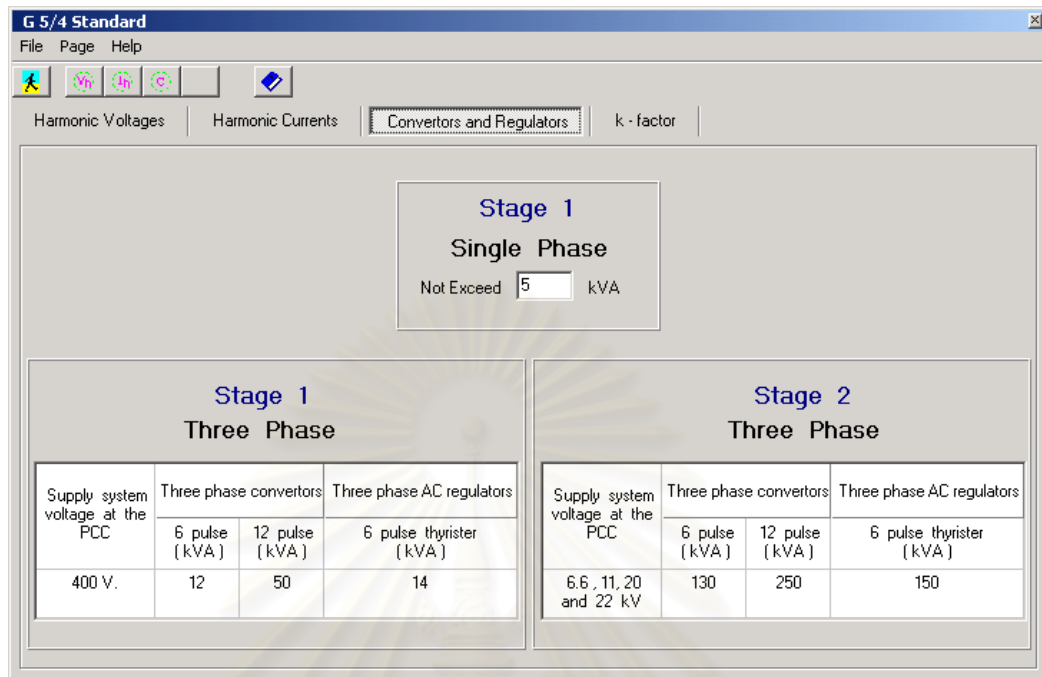 G 5/4 Standard
File Page Help
Vh Ih C
Harmonic Voltages Harmonic Currents Convertors and Regulators k - factor
Stage 1
Single Phase
Not Exceed 5 kVA
Stage 1
Three Phase
Supply system voltage at the PCC
Three phase convertors
Three phase AC regulators
6 pulse (kVA)
12 pulse (kVA)
6 pulse thyrister (kVA)
400 V. 12 50 14
Stage 2
Three Phase
Supply system voltage at the PCC
Three phase convertors
Three phase AC regulators
6 pulse (kVA)
12 pulse (kVA)
6 pulse thyrister (kVA)
6.6 , 11, 20 and 22 kV 130 250 150